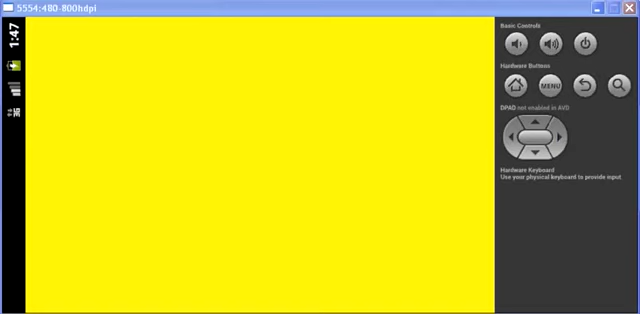 5554:480-800hdpi
1:47
3G
Basic Controls
Hardware Buttons
MENU
DPAD not enabled in AVD
Hardware Keyboard
Use your physical keyboard to provide input